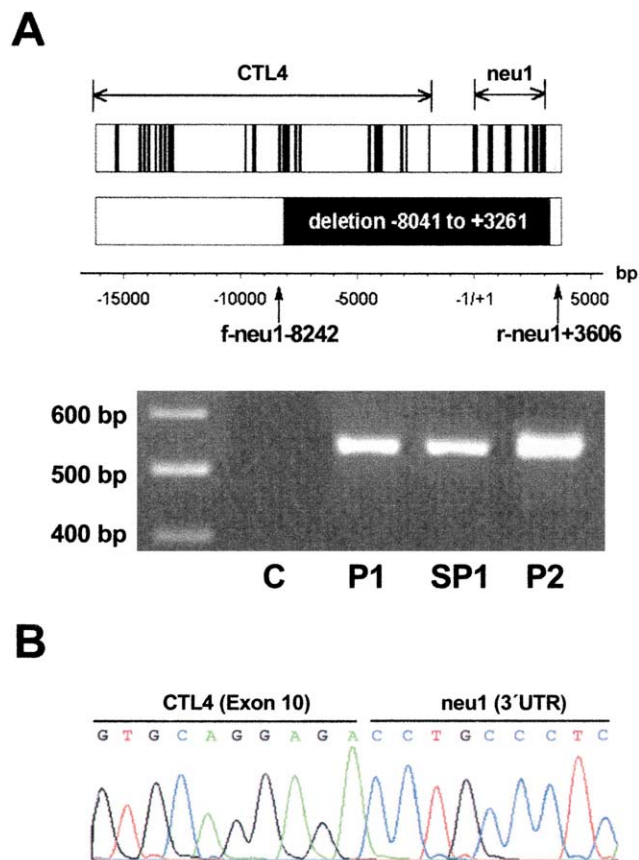 A
CTL4 neu1
deletion -8041 to +3261
bp
-15000 -10000 -5000 -1/+1 5000
f-neu1-8242 r-neu1+3606
600 bp
500 bp
400 bp
C P1 SP1 P2
B
CTL4 (Exon 10) neu1 (3´UTR)
G T G C A G G A G A C C T G C C C T C